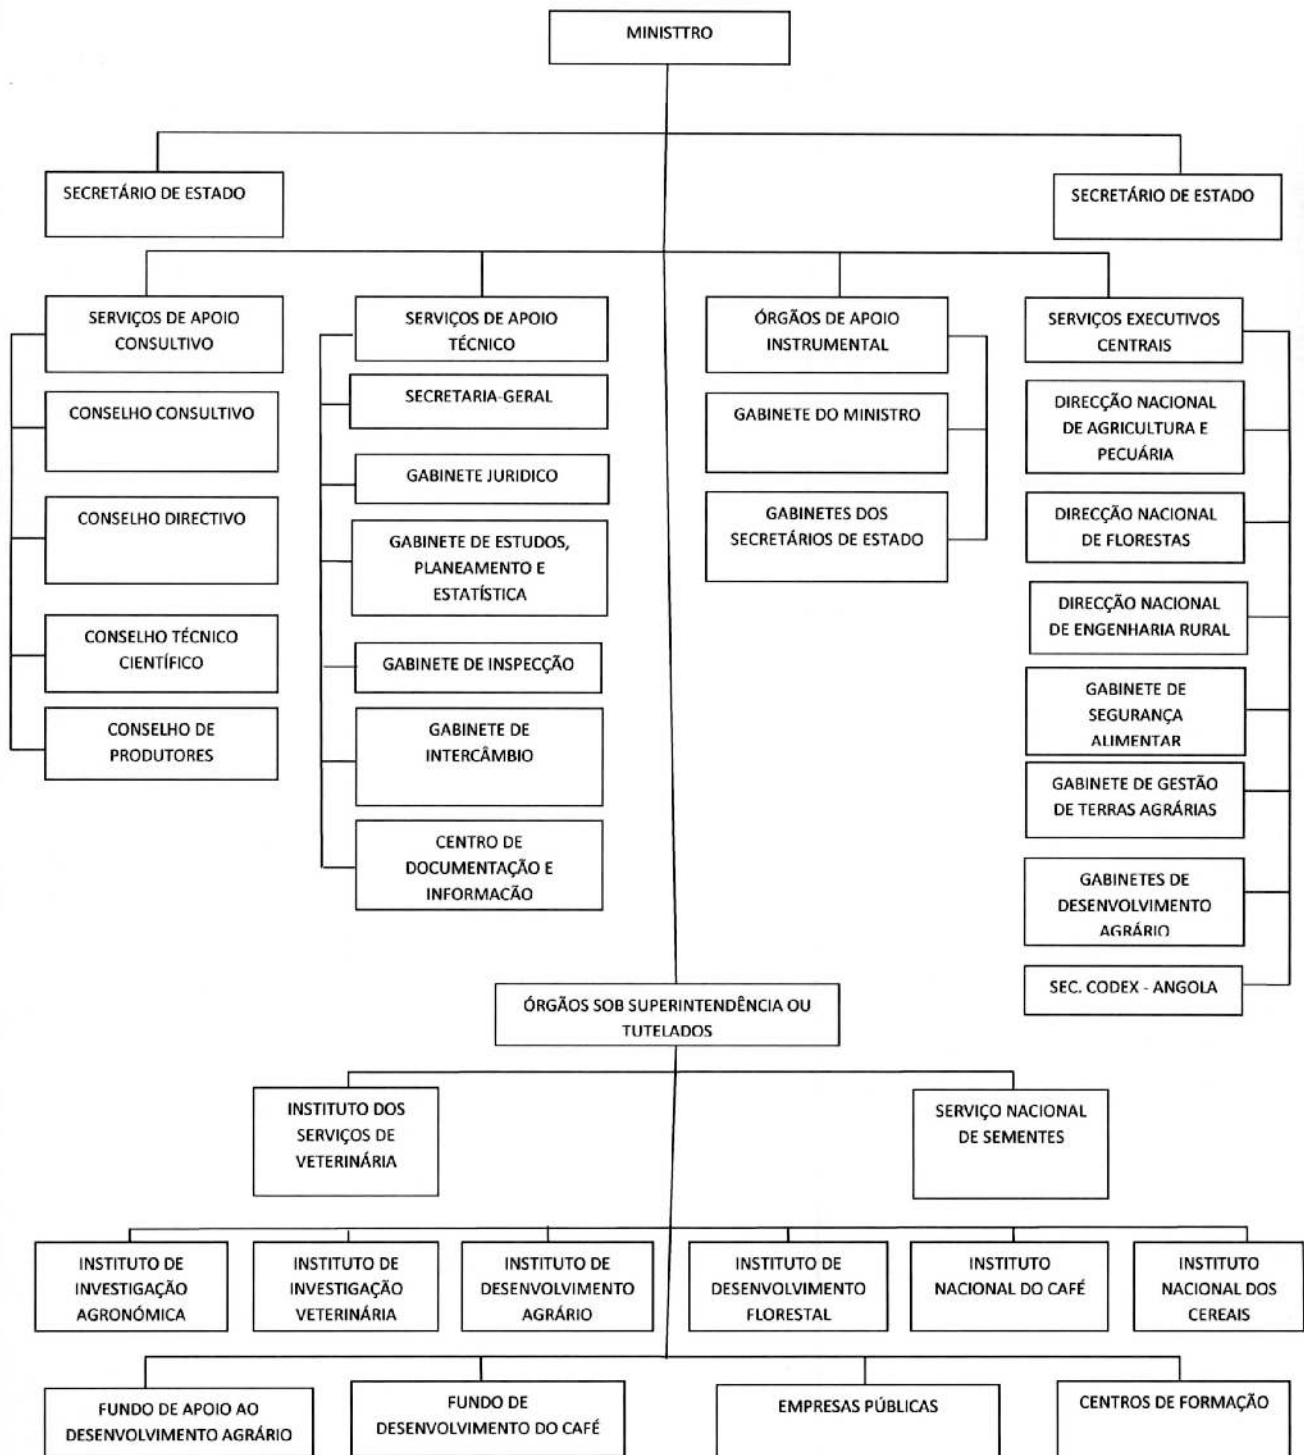 MINISTTRO
SECRETÁRIO DE ESTADO
SECRETÁRIO DE ESTADO
SERVIÇOS DE APOIO
CONSULTIVO
CONSELHO CONSULTIVO
CONSELHO DIRECTIVO
CONSELHO TÉCNICO
CIENTÍFICO
CONSELHO DE
PRODUTORES
SERVIÇOS DE APOIO
TÉCNICO
SECRETARIA-GERAL
GABINETE JURIDICO
GABINETE DE ESTUDOS,
PLANEAMENTO E
ESTATÍSTICA
GABINETE DE INSPECÇÃO
GABINETE DE
INTERCÂMBIO
CENTRO DE
DOCUMENTAÇÃO E
INFORMACÃO
ÓRGÃOS DE APOIO
INSTRUMENTAL
GABINETE DO MINISTRO
GABINETES DOS
SECRETÁRIOS DE ESTADO
SERVIÇOS EXECUTIVOS
CENTRAIS
DIRECÇÃO NACIONAL
DE AGRICULTURA E
PECUÁRIA
DIRECÇÃO NACIONAL
DE FLORESTAS
DIRECÇÃO NACIONAL
DE ENGENHARIA RURAL
GABINETE DE
SEGURANÇA
ALIMENTAR
GABINETE DE GESTÃO
DE TERRAS AGRÁRIAS
GABINETES DE
DESENVOLVIMENTO
AGRÁRIO
SEC. CODEX - ANGOLA
ÓRGÃOS SOB SUPERINTENDÊNCIA OU
TUTELADOS
INSTITUTO DOS
SERVIÇOS DE
VETERINÁRIA
SERVIÇO NACIONAL
DE SEMENTES
INSTITUTO DE
INVESTIGAÇÃO
AGRONÓMICA
INSTITUTO DE
INVESTIGAÇÃO
VETERINÁRIA
INSTITUTO DE
DESENVOLVIMENTO
AGRÁRIO
INSTITUTO DE
DESENVOLVIMENTO
FLORESTAL
INSTITUTO
NACIONAL DO CAFÉ
INSTITUTO
NACIONAL DOS
CEREAIS
FUNDO DE APOIO AO
DESENVOLVIMENTO AGRÁRIO
FUNDO DE
DESENVOLVIMENTO DO CAFÉ
EMPRESAS PÚBLICAS
CENTROS DE FORMAÇÃO